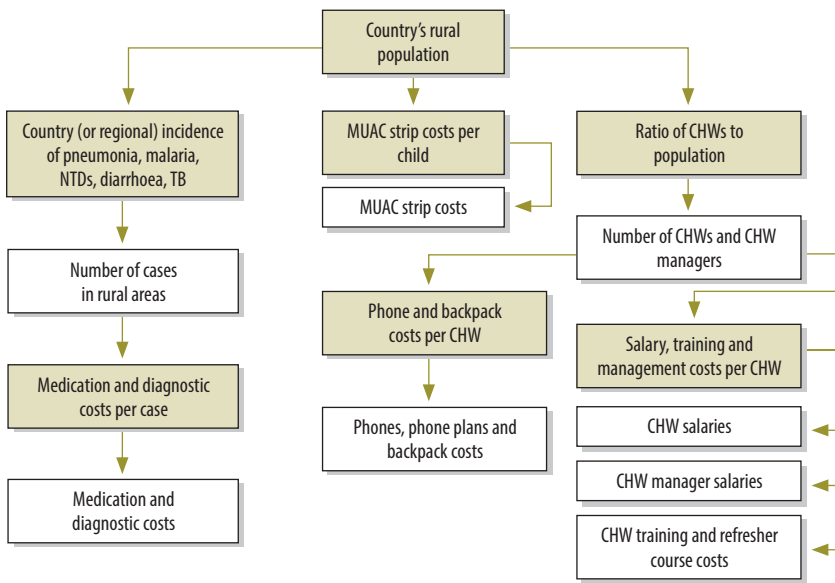 Country's rural
population
Country (or regional) incidence
of pneumonia, malaria,
NTDs, diarrhoea, TB
Number of cases
in rural areas
Medication and diagnostic
costs per case
Medication and
diagnostic costs
MUAC strip costs per
child
MUAC strip costs
Ratio of CHWs to
population
Number of CHWs and CHW
managers
Phone and backpack
costs per CHW
Phones, phone plans and
backpack costs
Salary, training and
management costs per CHW
CHW salaries
CHW manager salaries
CHW training and refresher
course costs